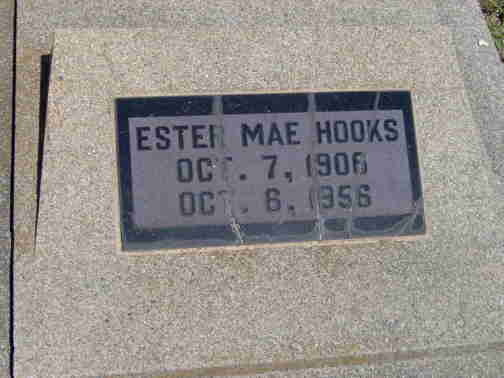 ESTER MAE HOOKS
OCT. 7, 1906
OCT. 6, 1956